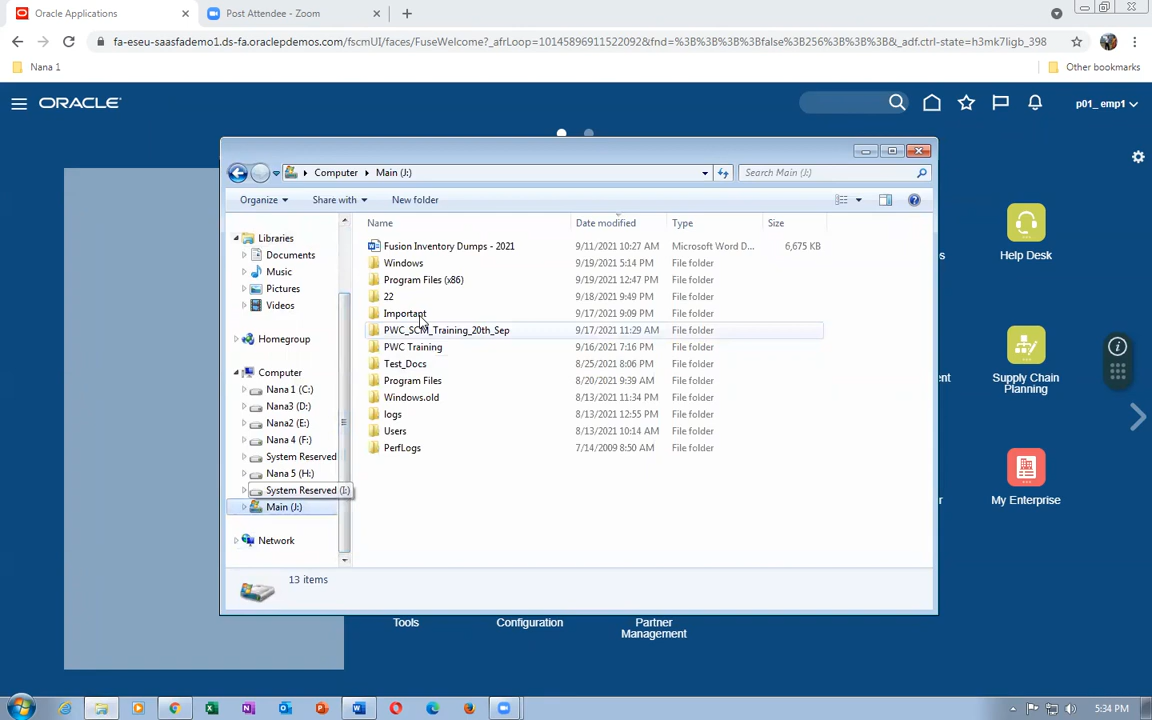 Oracle Applications
Post Attendee - Zoom
fa-eseu-saasfademo1.ds-fa.oraclepdemos.com/fscmUI/faces/FuseWelcome?_afrLoop=10145896911522092&fnd=%3B%3B%3B%3Bfalse%3B256%3B%3B%3B&_adf.ctrl-state=h3mk7ligb_398
Nana 1
Other bookmarks
ORACLE
p01_ emp1
Computer
Main (J:)
Search Main (J:)
Organize
Share with
New folder
Name
Date modified
Type
Size
Fusion Inventory Dumps - 2021 9/11/2021 10:27 AM Microsoft Word D... 6,675 KB
Windows 9/19/2021 5:14 PM File folder
Program Files (x86) 9/19/2021 12:47 PM File folder
22 9/18/2021 9:49 PM File folder
Important 9/17/2021 9:09 PM File folder
PWC_SCM_Training_20th_Sep 9/17/2021 11:29 AM File folder
PWC Training 9/16/2021 7:16 PM File folder
Test_Docs 8/25/2021 8:06 PM File folder
Program Files 8/20/2021 9:39 AM File folder
Windows.old 8/13/2021 11:34 PM File folder
logs 8/13/2021 12:55 PM File folder
Users 8/13/2021 10:14 AM File folder
PerfLogs 7/14/2009 8:50 AM File folder
Libraries
Documents
Music
Pictures
Videos
Homegroup
Computer
Nana 1 (C:)
Nana3 (D:)
Nana2 (E:)
Nana 4 (F:)
System Reserved
Nana 5 (H:)
System Reserved (I:)
Main (J:)
Network
13 items
Help Desk
Supply Chain
Planning
My Enterprise
Tools
Configuration
Partner
Management
5:34 PM